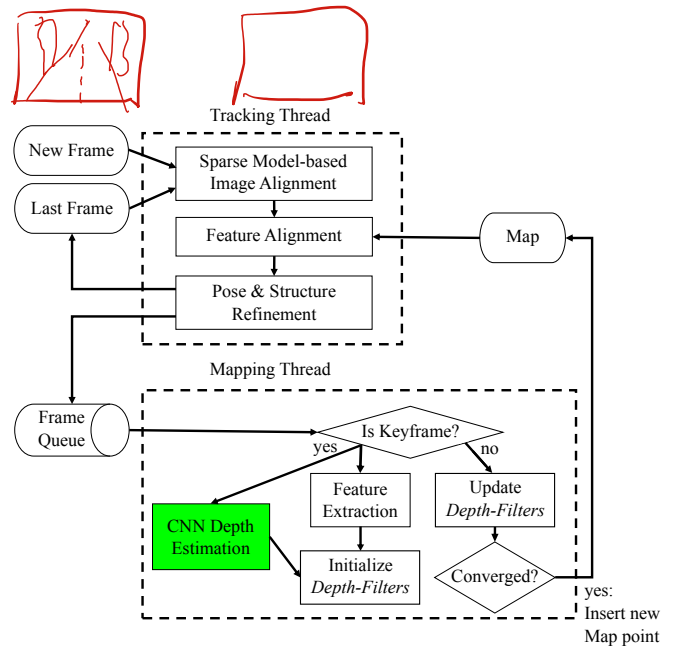 Tracking Thread
New Frame
Sparse Model-based
Image Alignment
Last Frame
Feature Alignment
Map
Pose & Structure
Refinement
Mapping Thread
Frame
Queue
Is Keyframe?
yes
no
CNN Depth
Estimation
Feature
Extraction
Update
Depth-Filters
Initialize
Depth-Filters
Converged?
yes:
Insert new
Map point